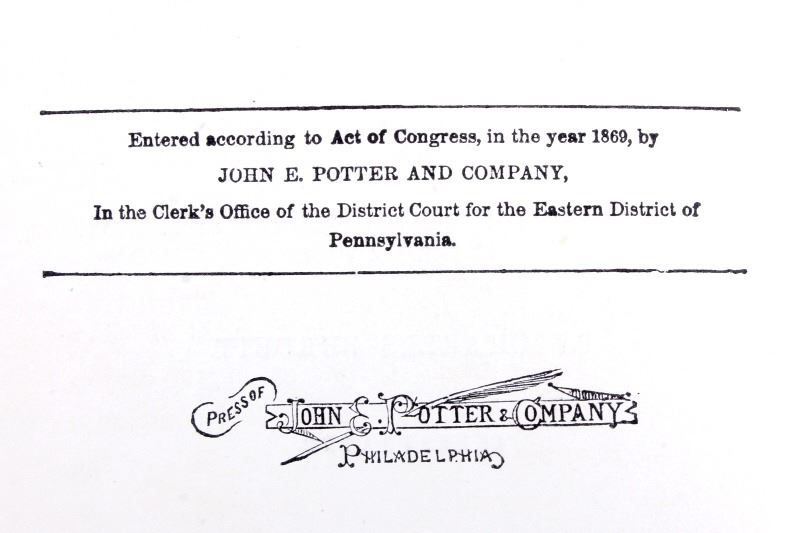 Entered according to Act of Congress, in the year 1869, by
JOHN E. POTTER AND COMPANY,
In the Clerk's Office of the District Court for the Eastern District of
Pennsylvania.
PRESS OF
JOHN E. POTTER & COMPANY
PHILADELPHIA